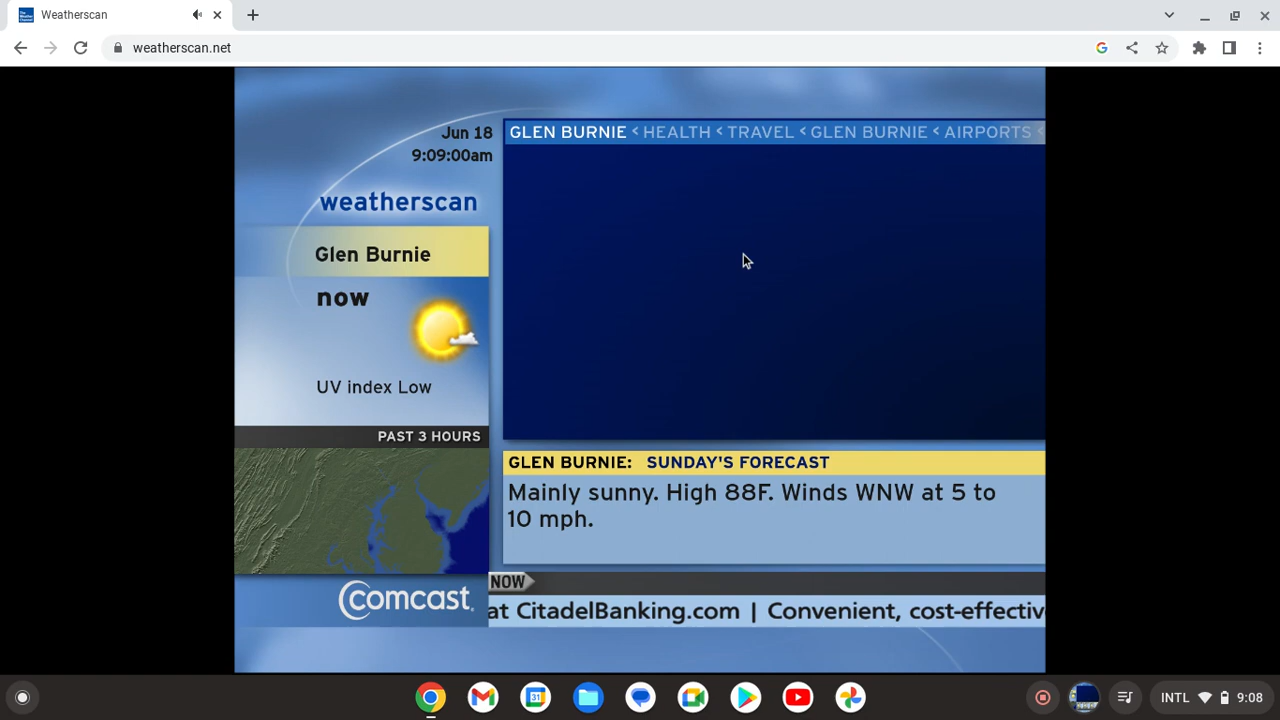 Weatherscan
weatherscan.net
Jun 18
9:09:00am
weatherscan
Glen Burnie
now
UV index Low
PAST 3 HOURS
comcast.
GLEN BURNIE < HEALTH < TRAVEL < GLEN BURNIE < AIRPORTS <
GLEN BURNIE: SUNDAY'S FORECAST
Mainly sunny. High 88F. Winds WNW at 5 to
10 mph.
NOW
at CitadelBanking.com | Convenient, cost-effectiv
31
INTL 9:08